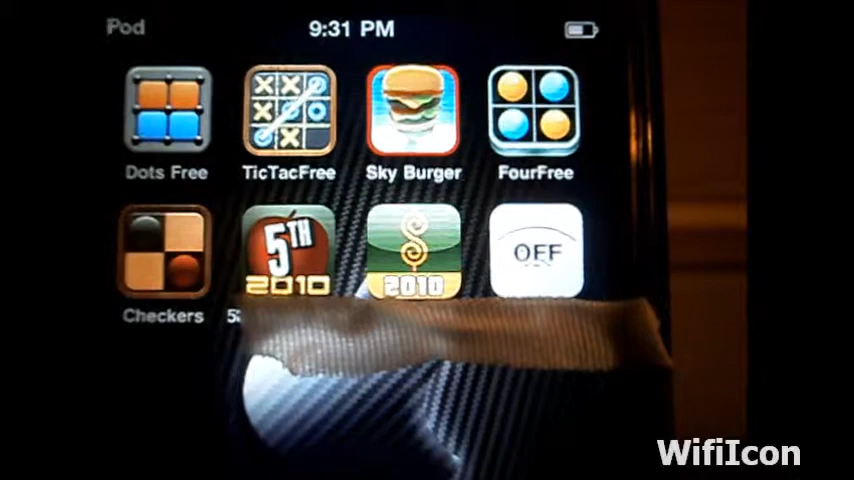 Pod
9:31 PM
Dots Free
TicTacFree
Sky Burger
FourFree
5TH
2010
2010
OFF
Checkers
WifiIcon